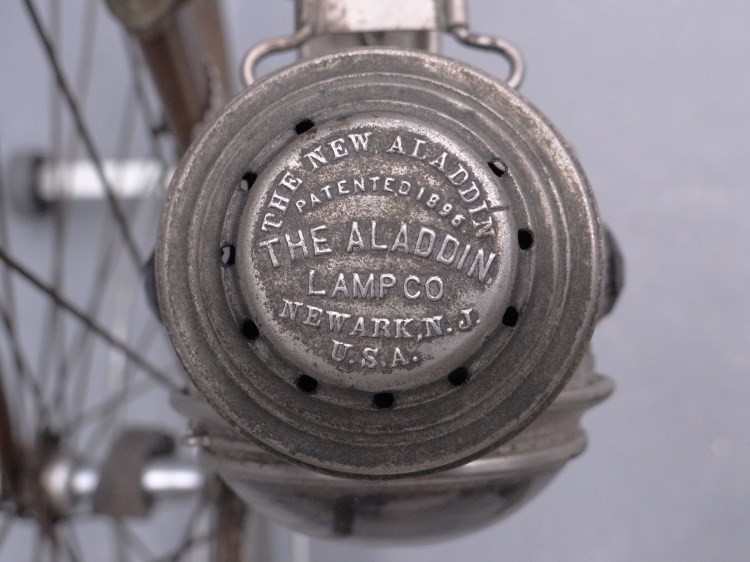 THE NEW ALADDIN
PATENTED 1896
THE ALADDIN
LAMP CO
NEWARK, N. J.
U.S.A.